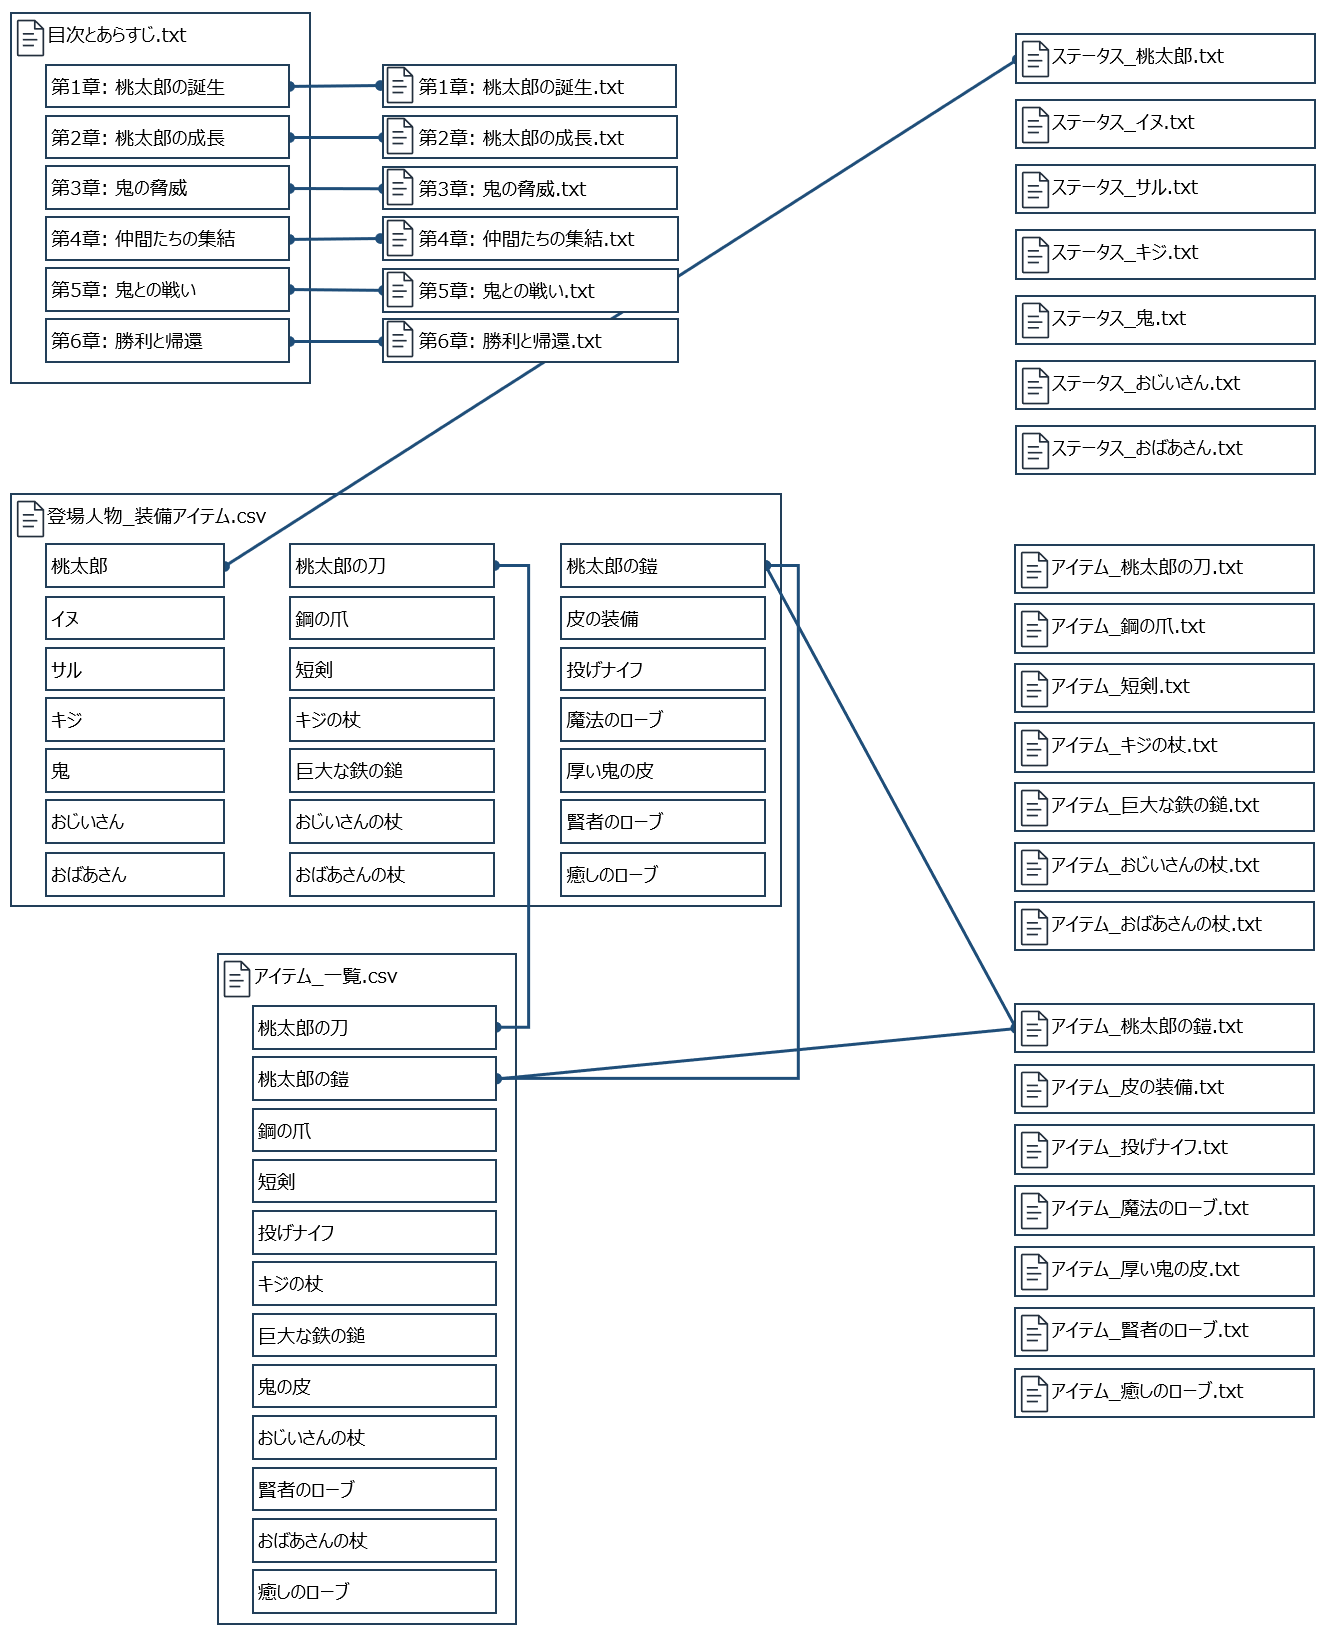 目次とあらすじ.txt
第1章: 桃太郎の誕生
第2章: 桃太郎の成長
第3章: 鬼の脅威
第4章: 仲間たちの集結
第5章: 鬼との戦い
第6章: 勝利と帰還
第1章: 桃太郎の誕生.txt
第2章: 桃太郎の成長.txt
第3章: 鬼の脅威.txt
第4章: 仲間たちの集結.txt
第5章: 鬼との戦い.txt
第6章: 勝利と帰還.txt
ステータス_桃太郎.txt
ステータス_イヌ.txt
ステータス_サル.txt
ステータス_キジ.txt
ステータス_鬼.txt
ステータス_おじいさん.txt
ステータス_おばあさん.txt
登場人物_装備アイテム.csv
桃太郎
イヌ
サル
キジ
鬼
おじいさん
おばあさん
桃太郎の刀
鋼の爪
短剣
キジの杖
巨大な鉄の鎚
おじいさんの杖
おばあさんの杖
桃太郎の鎧
皮の装備
投げナイフ
魔法のローブ
厚い鬼の皮
賢者のローブ
癒しのローブ
アイテム_桃太郎の刀.txt
アイテム_鋼の爪.txt
アイテム_短剣.txt
アイテム_キジの杖.txt
アイテム_巨大な鉄の鎚.txt
アイテム_おじいさんの杖.txt
アイテム_おばあさんの杖.txt
アイテム_桃太郎の鎧.txt
アイテム_皮の装備.txt
アイテム_投げナイフ.txt
アイテム_魔法のローブ.txt
アイテム_厚い鬼の皮.txt
アイテム_賢者のローブ.txt
アイテム_癒しのローブ.txt
アイテム_一覧.csv
桃太郎の刀
桃太郎の鎧
鋼の爪
短剣
投げナイフ
キジの杖
巨大な鉄の鎚
鬼の皮
おじいさんの杖
賢者のローブ
おばあさんの杖
癒しのローブ